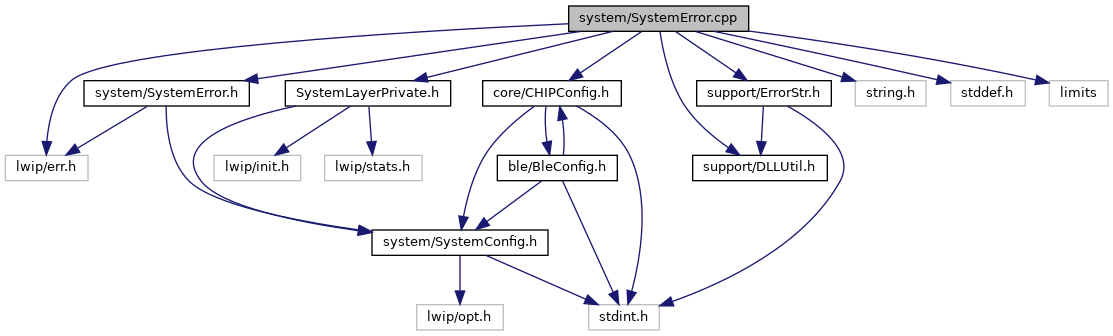 system/SystemError.cpp
system/SystemError.h
SystemLayerPrivate.h
core/CHIPConfig.h
support/ErrorStr.h
string.h
stddef.h
limits
lwip/err.h
lwip/init.h
lwip/stats.h
ble/BleConfig.h
support/DLLUtil.h
system/SystemConfig.h
lwip/opt.h
stdint.h